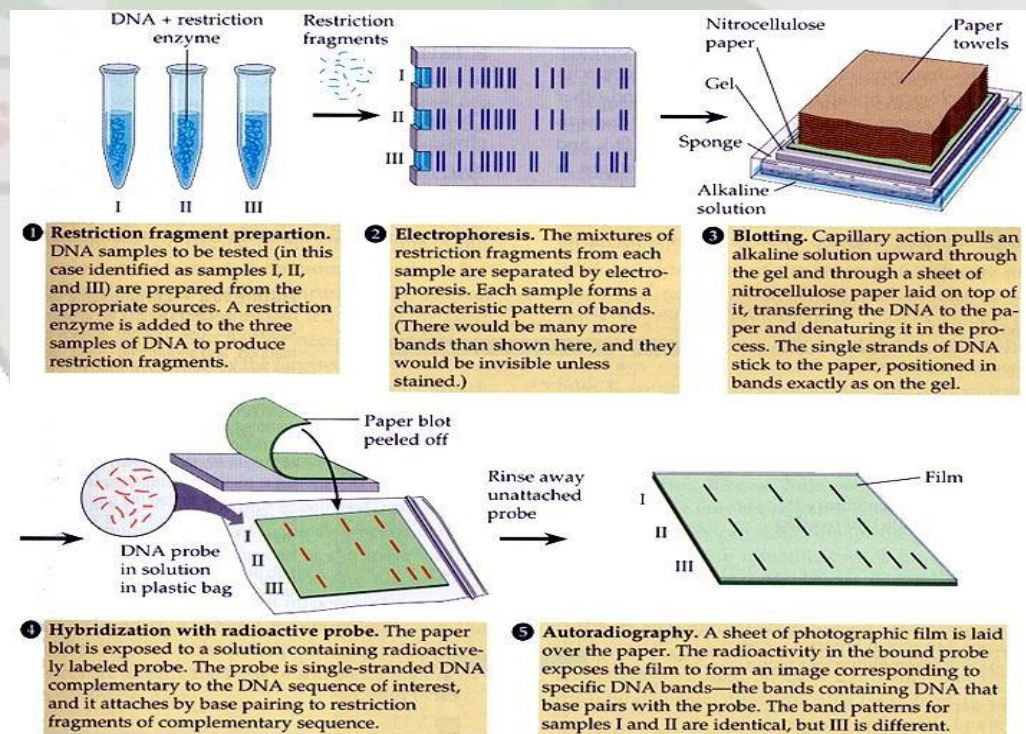 DNA + restriction
enzyme
I
II
III
Restriction
fragments
I
II
III
Nitrocellulose
paper
Gel
Sponge
Paper
towels
Alkaline
solution
1 Restriction fragment prepartion.
DNA samples to be tested (in this
case identified as samples I, II,
and III) are prepared from the
appropriate sources. A restriction
enzyme is added to the three
samples of DNA to produce
restriction fragments.
2 Electrophoresis. The mixtures of
restriction fragments from each
sample are separated by electro-
phoresis. Each sample forms a
characteristic pattern of bands.
(There would be many more
bands than shown here, and they
would be invisible unless
stained.)
3 Blotting. Capillary action pulls an
alkaline solution upward through
the gel and through a sheet of
nitrocellulose paper laid on top of
it, transferring the DNA to the pa-
per and denaturing it in the pro-
cess. The single strands of DNA
stick to the paper, positioned in
bands exactly as on the gel.
Paper blot
peeled off
DNA probe
in solution
in plastic bag
I
II
III
Rinse away
unattached
probe
I
II
III
Film
4 Hybridization with radioactive probe. The paper
blot is exposed to a solution containing radioactive-
ly labeled probe. The probe is single-stranded DNA
complementary to the DNA sequence of interest,
and it attaches by base pairing to restriction
fragments of complementary sequence.
5 Autoradiography. A sheet of photographic film is laid
over the paper. The radioactivity in the bound probe
exposes the film to form an image corresponding to
specific DNA bands—the bands containing DNA that
base pairs with the probe. The band patterns for
samples I and II are identical, but III is different.